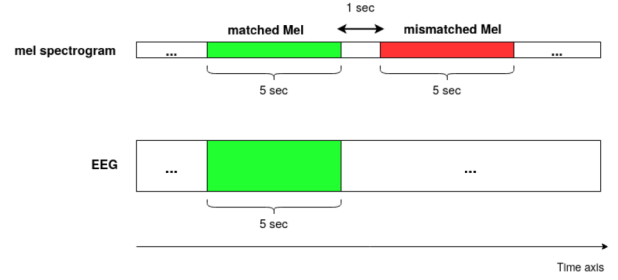 1 sec
matched Mel
mismatched Mel
mel spectrogram
...
...
5 sec
5 sec
EEG
...
...
5 sec
Time axis